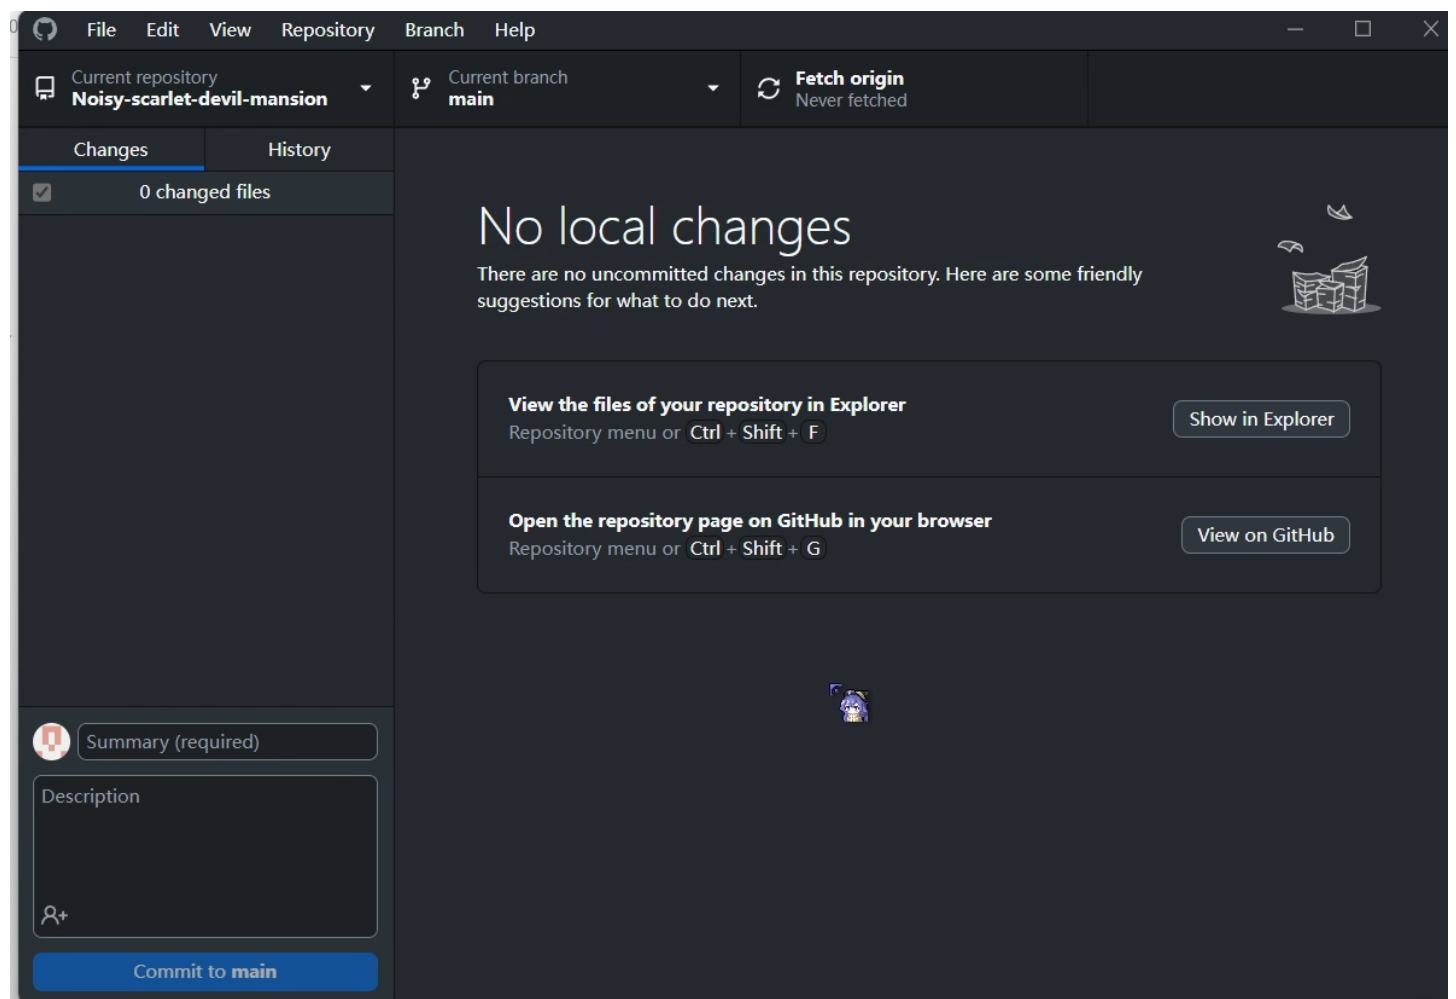 File Edit View Repository Branch Help
Current repository
Noisy-scarlet-devil-mansion
Current branch
main
Fetch origin
Never fetched
Changes
History
0 changed files
No local changes
There are no uncommitted changes in this repository. Here are some friendly
suggestions for what to do next.
View the files of your repository in Explorer
Repository menu or Ctrl + Shift + F
Show in Explorer
Open the repository page on GitHub in your browser
Repository menu or Ctrl + Shift + G
View on GitHub
Summary (required)
Description
Commit to main